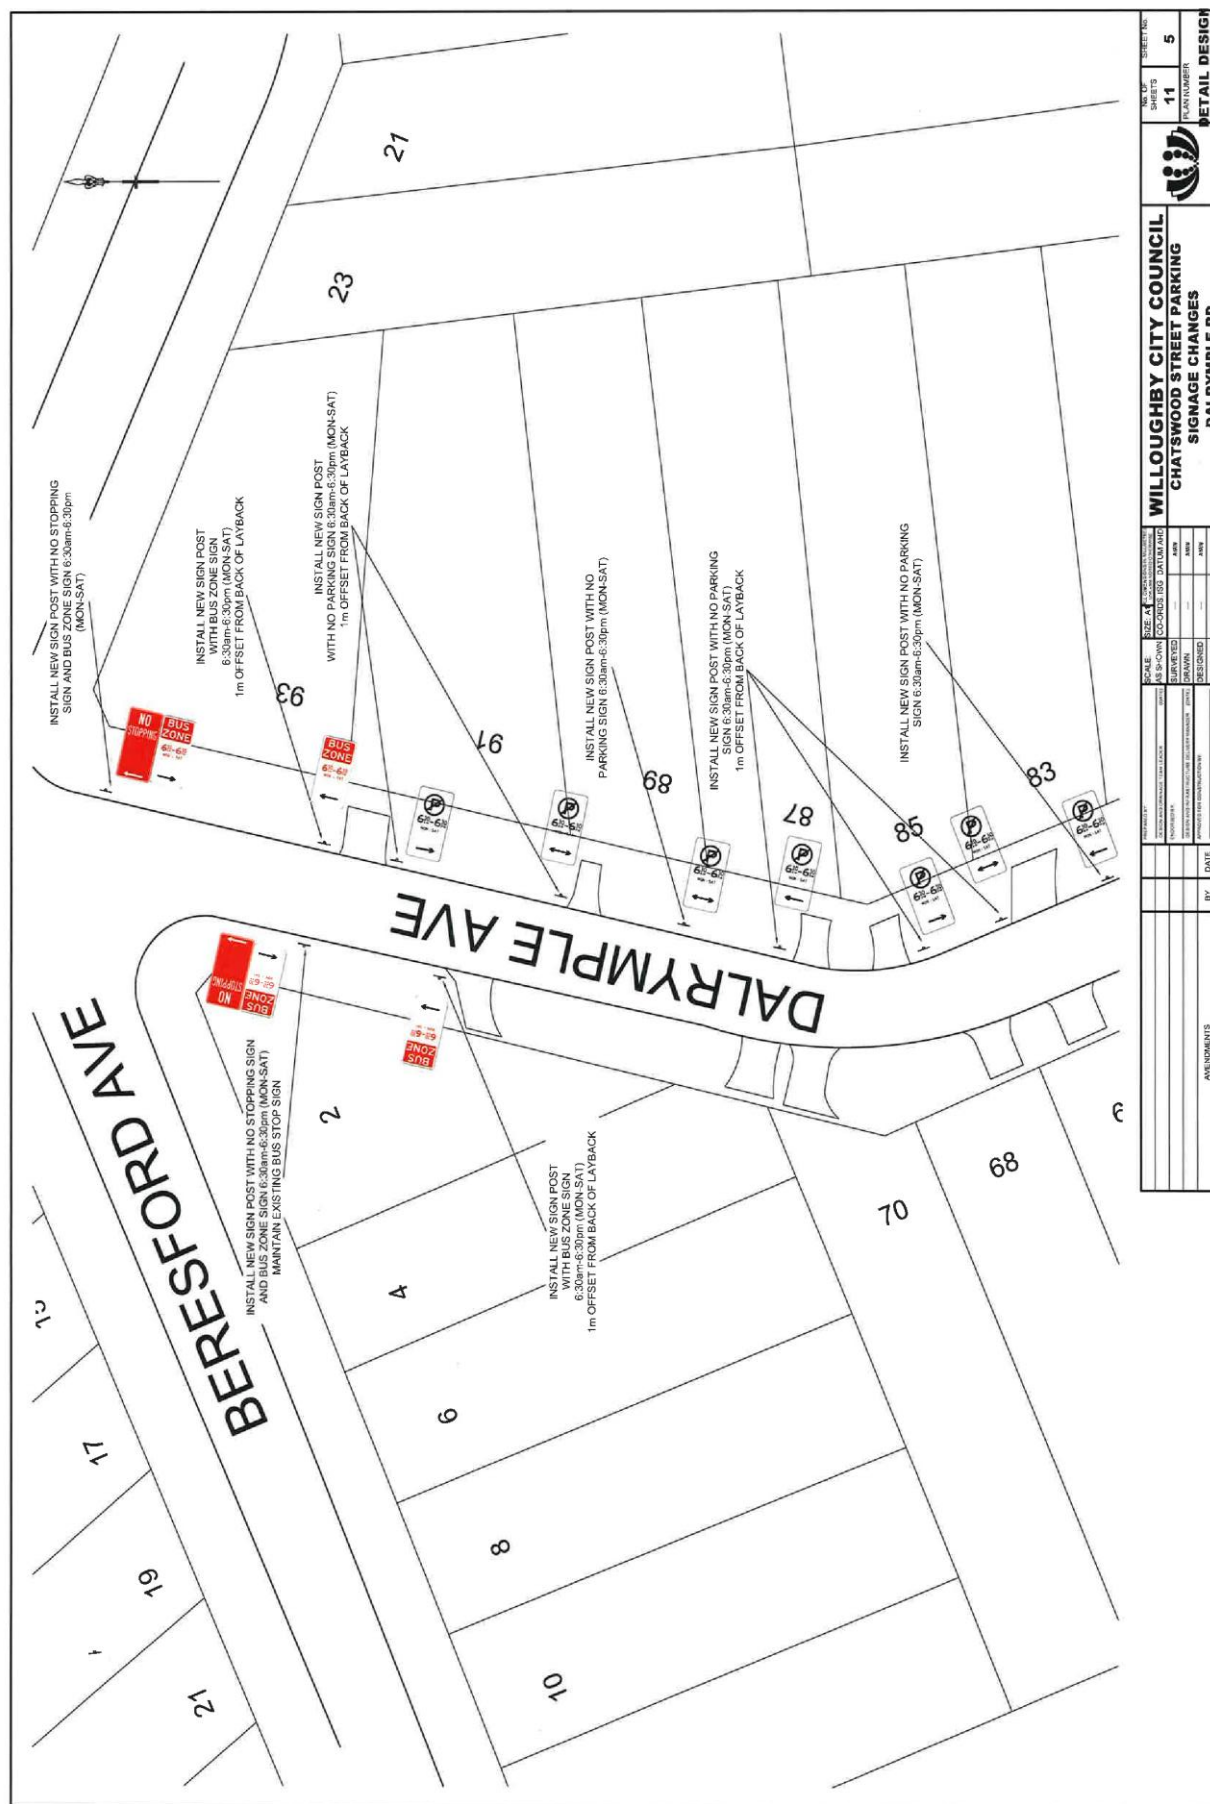 INSTALL NEW SIGN POST WITH NO STOPPING
SIGN AND BUS ZONE SIGN 6:30am-6:30pm
(MON-SAT)
INSTALL NEW SIGN POST
WITH BUS ZONE SIGN
6:30am-6:30pm (MON-SAT)
1m OFFSET FROM BACK OF LAYBACK
INSTALL NEW SIGN POST
WITH NO PARKING SIGN 6:30am-6:30pm (MON-SAT)
1m OFFSET FROM BACK OF LAYBACK
INSTALL NEW SIGN POST WITH NO
PARKING SIGN 6:30am-6:30pm (MON-SAT)
INSTALL NEW SIGN POST WITH NO PARKING
SIGN 6:30am-6:30pm (MON-SAT)
1m OFFSET FROM BACK OF LAYBACK
INSTALL NEW SIGN POST WITH NO PARKING
SIGN 6:30am-6:30pm (MON-SAT)
21
23
93
91
89
87
85
83
NO
STOPPING
BUS
ZONE
BUS
ZONE
P
P
P
P
P
P
P
DALRYMPLE AVE
BERESFORD AVE
NO
STOPPING
BUS
ZONE
BUS
ZONE
INSTALL NEW SIGN POST WITH NO STOPPING SIGN
AND BUS ZONE SIGN 6:30am-6:30pm (MON-SAT)
MAINTAIN EXISTING BUS STOP SIGN
INSTALL NEW SIGN POST
WITH BUS ZONE SIGN
6:30am-6:30pm (MON-SAT)
1m OFFSET FROM BACK OF LAYBACK
2
4
6
8
10
70
68
17
19
21
AMENDMENTS
BY
DATE
SCALE
AS SHOWN
SURVEYED
DRAWN
DESIGNED
WILLOUGHBY CITY COUNCIL
CHATSWOOD STREET PARKING
SIGNAGE CHANGES
DALRYMPLE RD
No. OF
SHEETS
11
SHEET No.
5
PLAN NUMBER
DETAIL DESIGN